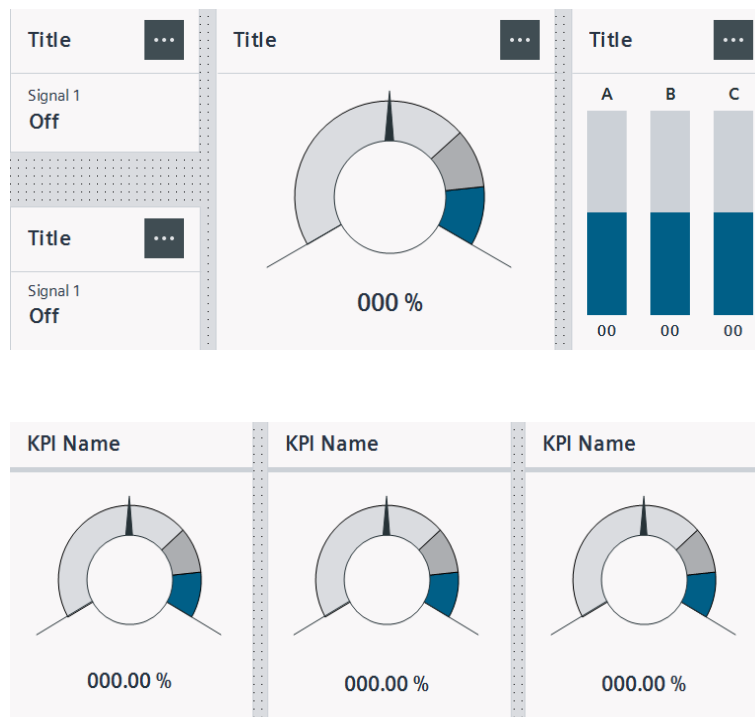 Title ...
Signal 1
Off
Title ...
Signal 1
Off
Title ...
000 %
Title ...
A B C
00 00 00
KPI Name KPI Name KPI Name
000.00 % 000.00 % 000.00 %